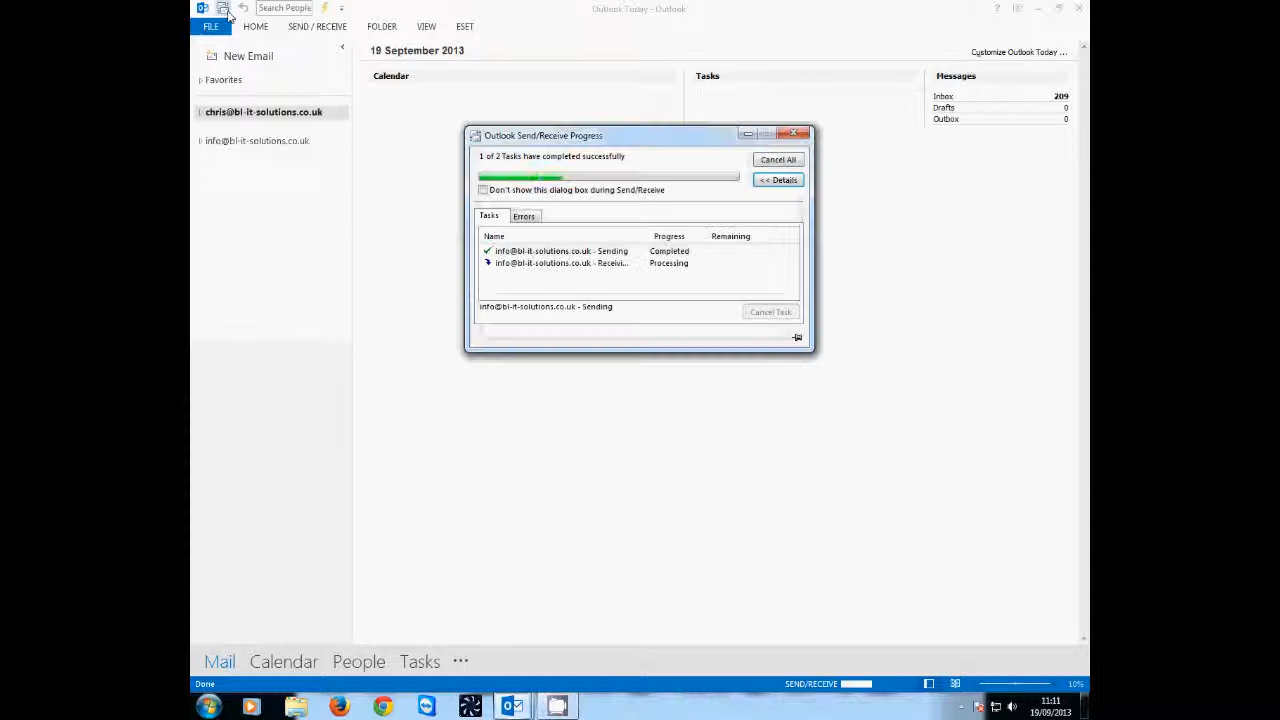 Search People
Outlook Today - Outlook
FILE HOME SEND / RECEIVE FOLDER VIEW ESET
New Email
Favorites
chris@bl-it-solutions.co.uk
info@bl-it-solutions.co.uk
19 September 2013
Customize Outlook Today ...
Calendar
Tasks
Messages
Inbox 209
Drafts 0
Outbox 0
Outlook Send/Receive Progress
1 of 2 Tasks have completed successfully
Cancel All
<< Details
Don't show this dialog box during Send/Receive
Tasks Errors
Name Progress Remaining
info@bl-it-solutions.co.uk - Sending Completed
info@bl-it-solutions.co.uk - Receivi... Processing
info@bl-it-solutions.co.uk - Sending
Cancel Task
Mail Calendar People Tasks •••
Done
SEND/RECEIVE
10%
11:11
19/09/2013